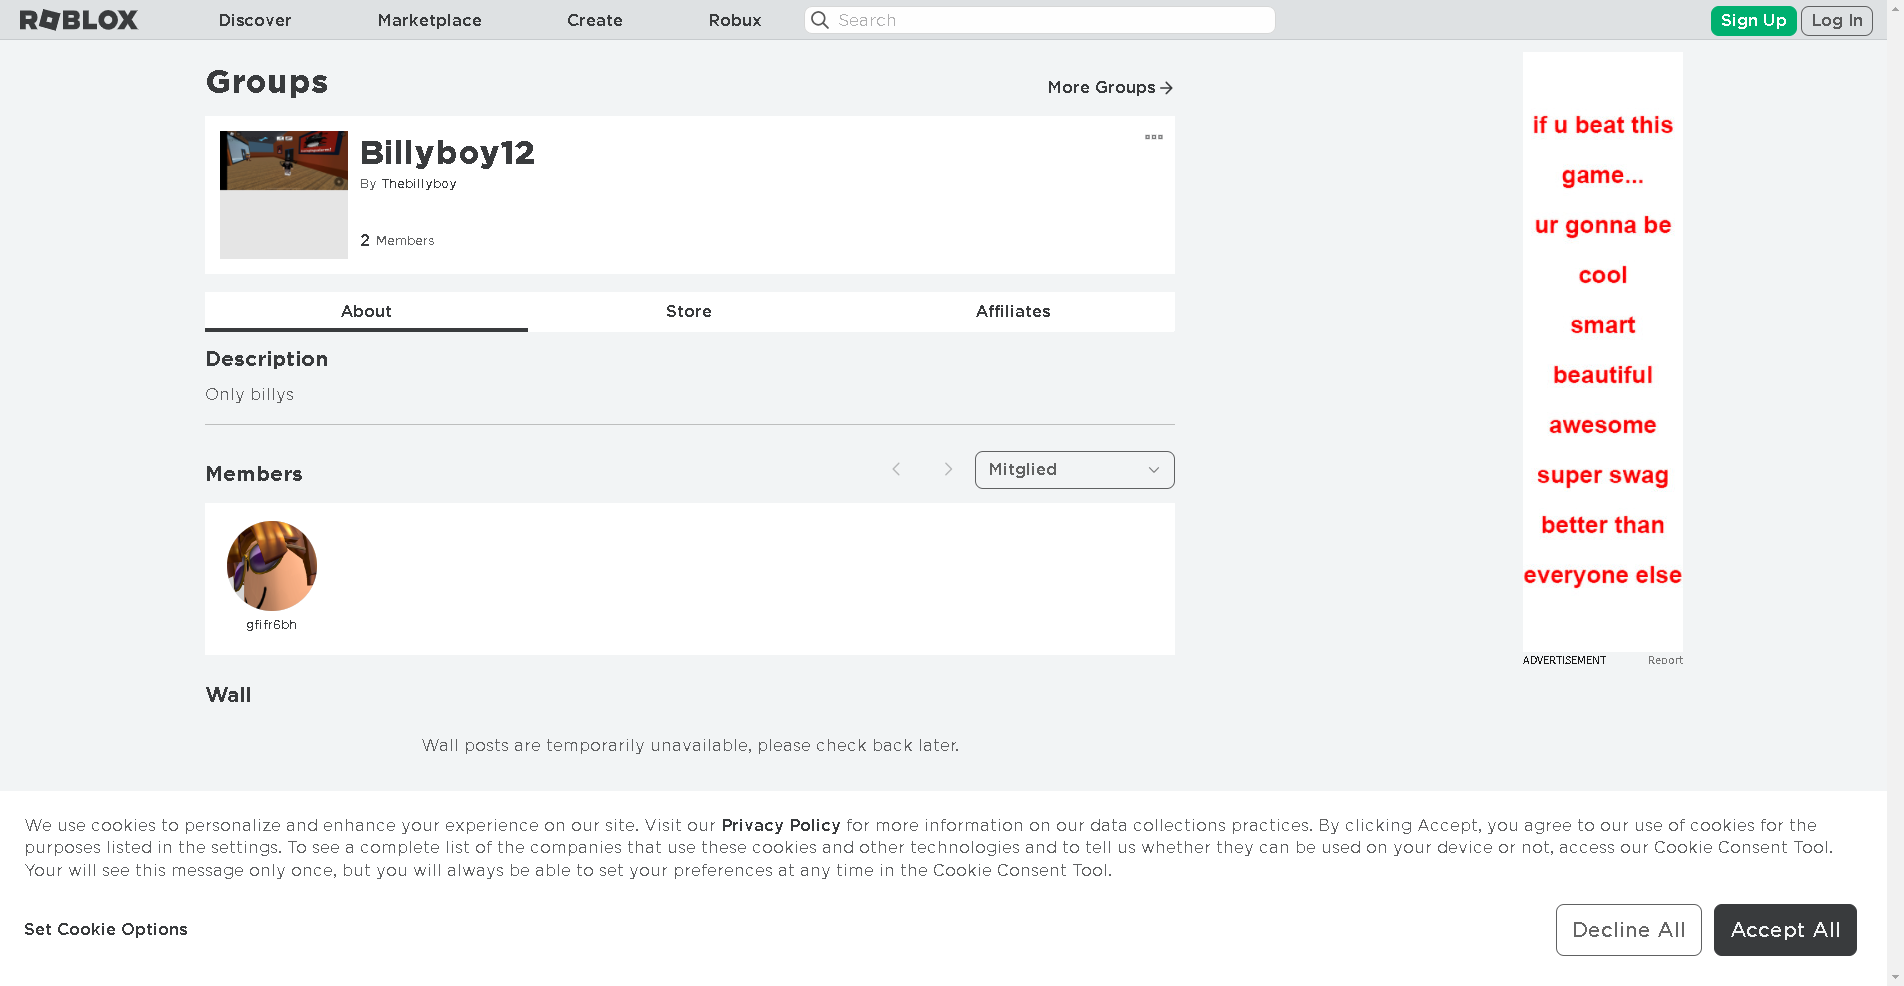 ROBLOX Discover Marketplace Create Robux Search Sign Up Log In
Groups
More Groups
Billyboy12
By Thebillyboy
2 Members
About Store Affiliates
Description
Only billys
Members
Mitglied
gfifr6bh
Wall
Wall posts are temporarily unavailable, please check back later.
if u beat this
game...
ur gonna be
cool
smart
beautiful
awesome
super swag
better than
everyone else
ADVERTISEMENT Report
We use cookies to personalize and enhance your experience on our site. Visit our Privacy Policy for more information on our data collections practices. By clicking Accept, you agree to our use of cookies for the
purposes listed in the settings. To see a complete list of the companies that use these cookies and other technologies and to tell us whether they can be used on your device or not, access our Cookie Consent Tool.
Your will see this message only once, but you will always be able to set your preferences at any time in the Cookie Consent Tool.
Set Cookie Options
Decline All
Accept All